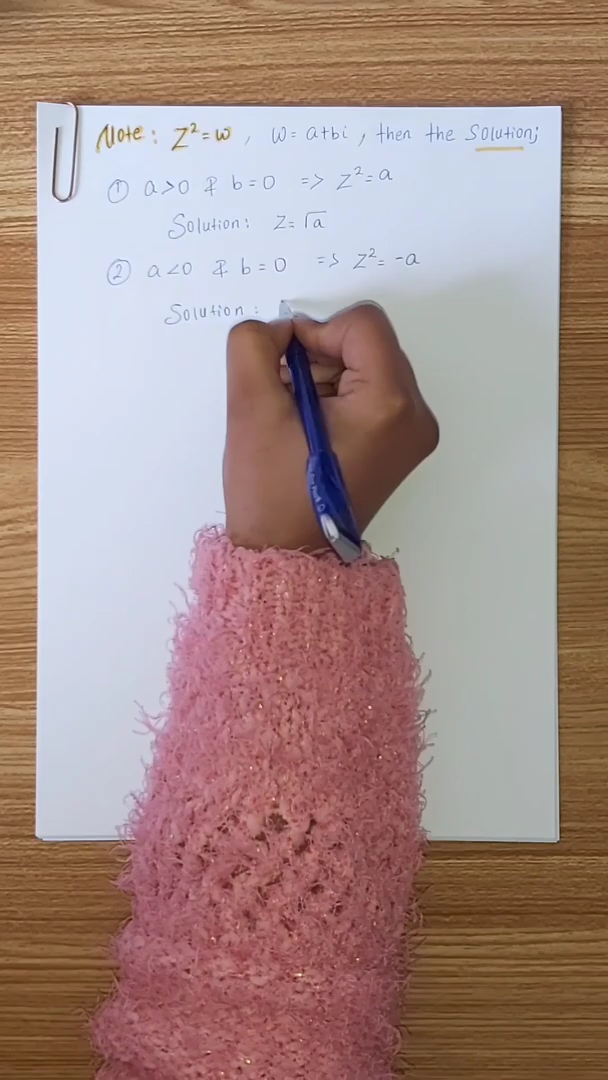 Note: Z² = w, w = a+bi, then the solution;
① a>0 & b=0 => Z² = a
Solution: Z = √a
② a<0 & b=0 => Z² = -a
Solution: